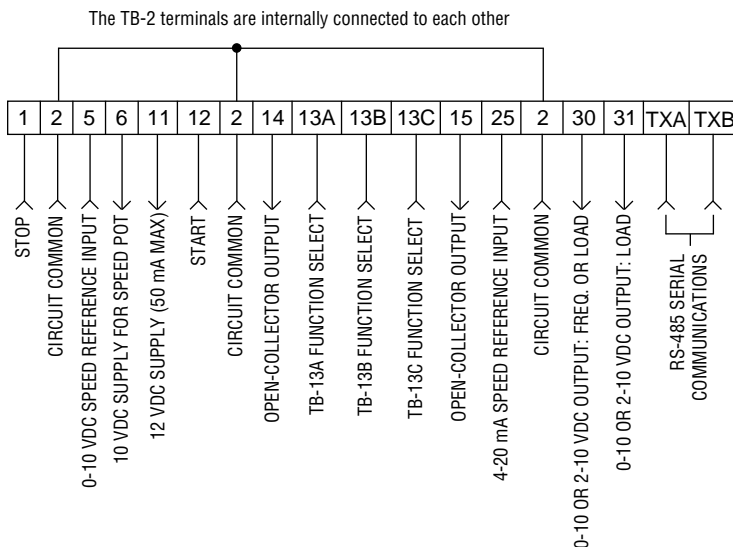 The TB-2 terminals are internally connected to each other
1 2 5 6 11 12 2 14 13A 13B 13C 15 25 2 30 31 TXA TXB
STOP
CIRCUIT COMMON
0-10 VDC SPEED REFERENCE INPUT
10 VDC SUPPLY FOR SPEED POT
12 VDC SUPPLY (50 mA MAX)
START
CIRCUIT COMMON
OPEN-COLLECTOR OUTPUT
TB-13A FUNCTION SELECT
TB-13B FUNCTION SELECT
TB-13C FUNCTION SELECT
OPEN-COLLECTOR OUTPUT
4-20 mA SPEED REFERENCE INPUT
CIRCUIT COMMON
0-10 OR 2-10 VDC OUTPUT: FREQ. OR LOAD
0-10 OR 2-10 VDC OUTPUT: LOAD
RS-485 SERIAL
COMMUNICATIONS